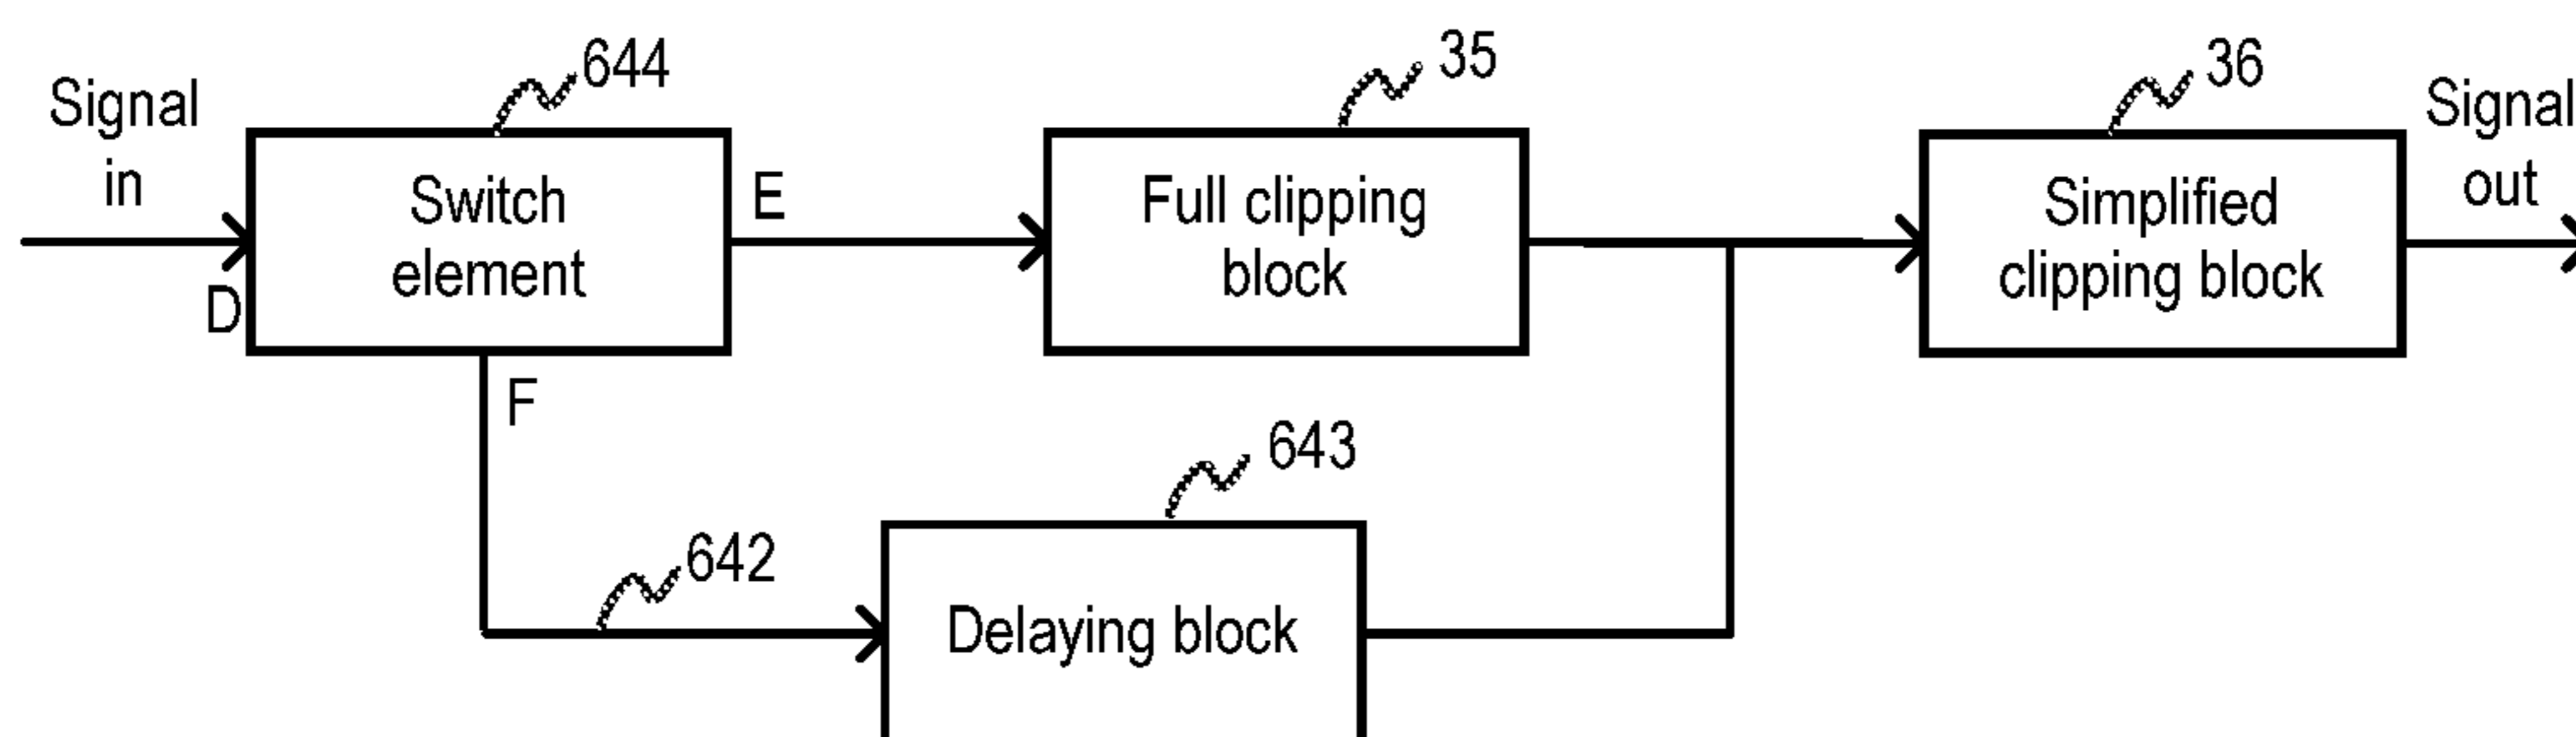 644
35
36
Signal
in
Signal
out
Switch
element
E
Full clipping
block
Simplified
clipping block
D
F
643
642
Delaying block